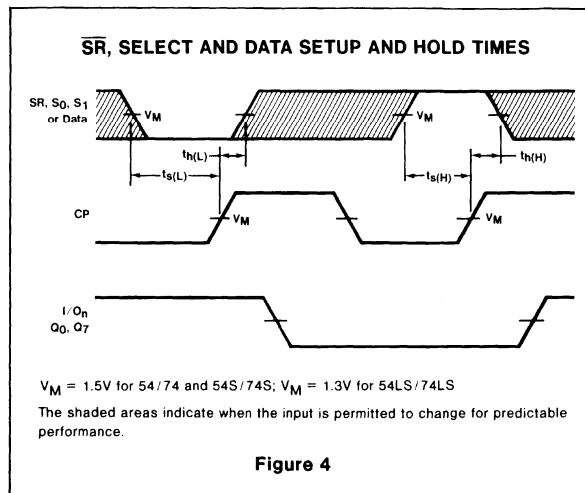 SR, SELECT AND DATA SETUP AND HOLD TIMES
SR, S0, S1
or Data
VM
VM
th(L)
th(H)
ts(L)
ts(H)
CP
VM
VM
I/On
Q0, Q7
VM = 1.5V for 54/74 and 54S/74S; VM = 1.3V for 54LS/74LS
The shaded areas indicate when the input is permitted to change for predictable
performance.
Figure 4